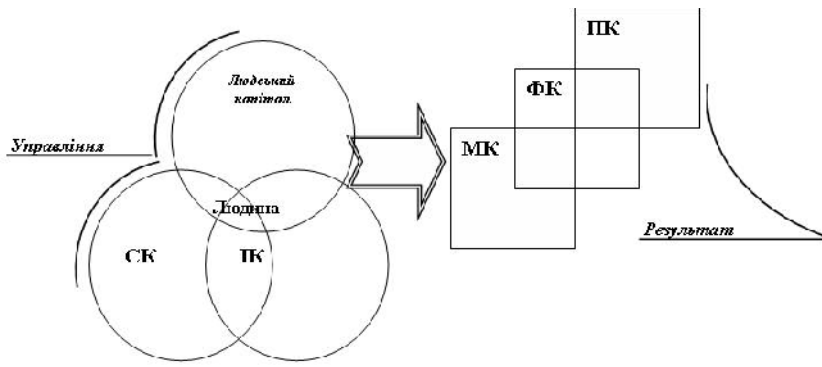 Людський
капітал
ПК
ФК
Управління
МК
Людина
СК
ІК
Результат